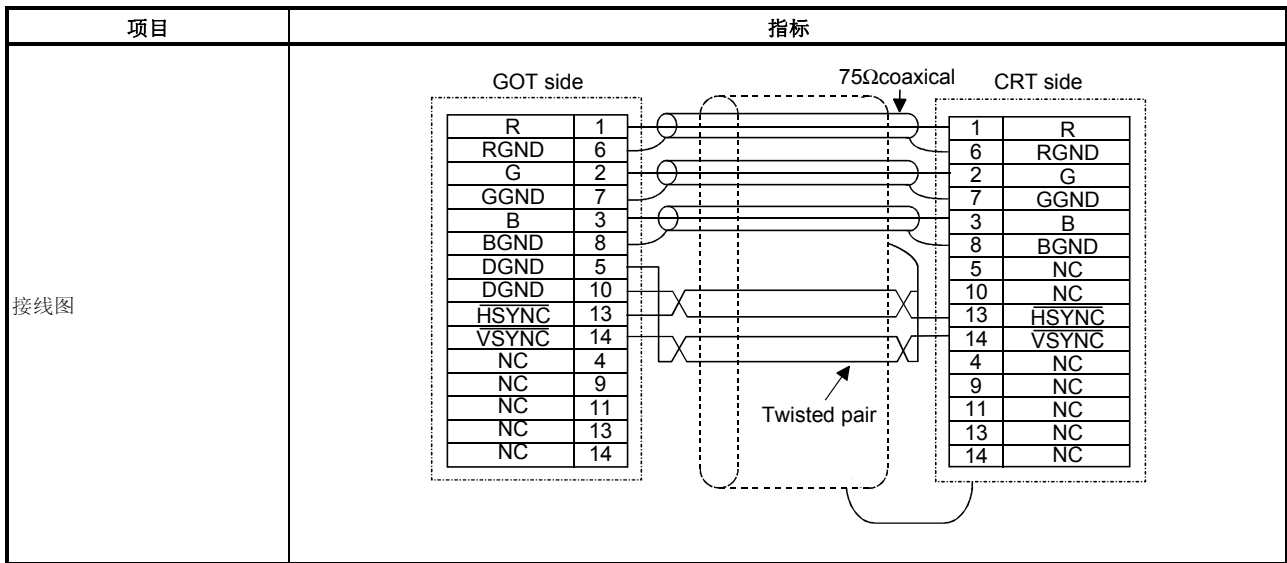 项目 指标
接线图
GOT side 75Ωcoaxical CRT side
R 1 1 R
RGND 6 6 RGND
G 2 2 G
GGND 7 7 GGND
B 3 3 B
BGND 8 8 BGND
DGND 5 5 NC
DGND 10 10 NC
HSYNC 13 13 HSYNC
VSYNC 14 14 VSYNC
NC 4 4 NC
NC 9 9 NC
NC 11 11 NC
NC 13 13 NC
NC 14 14 NC
Twisted pair